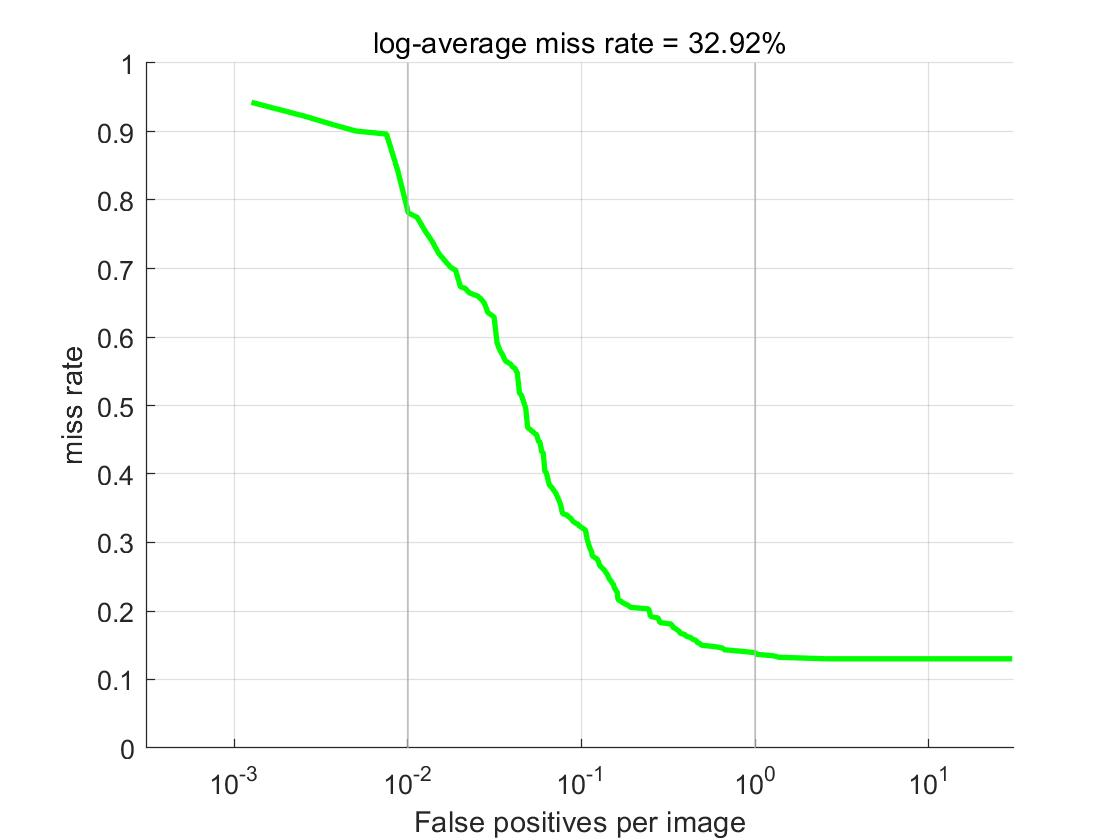 log-average miss rate = 32.92%
1
0.9
0.8
0.7
0.6
0.5
0.4
0.3
0.2
0.1
0
miss rate
10^-3 10^-2 10^-1 10^0 10^1
False positives per image